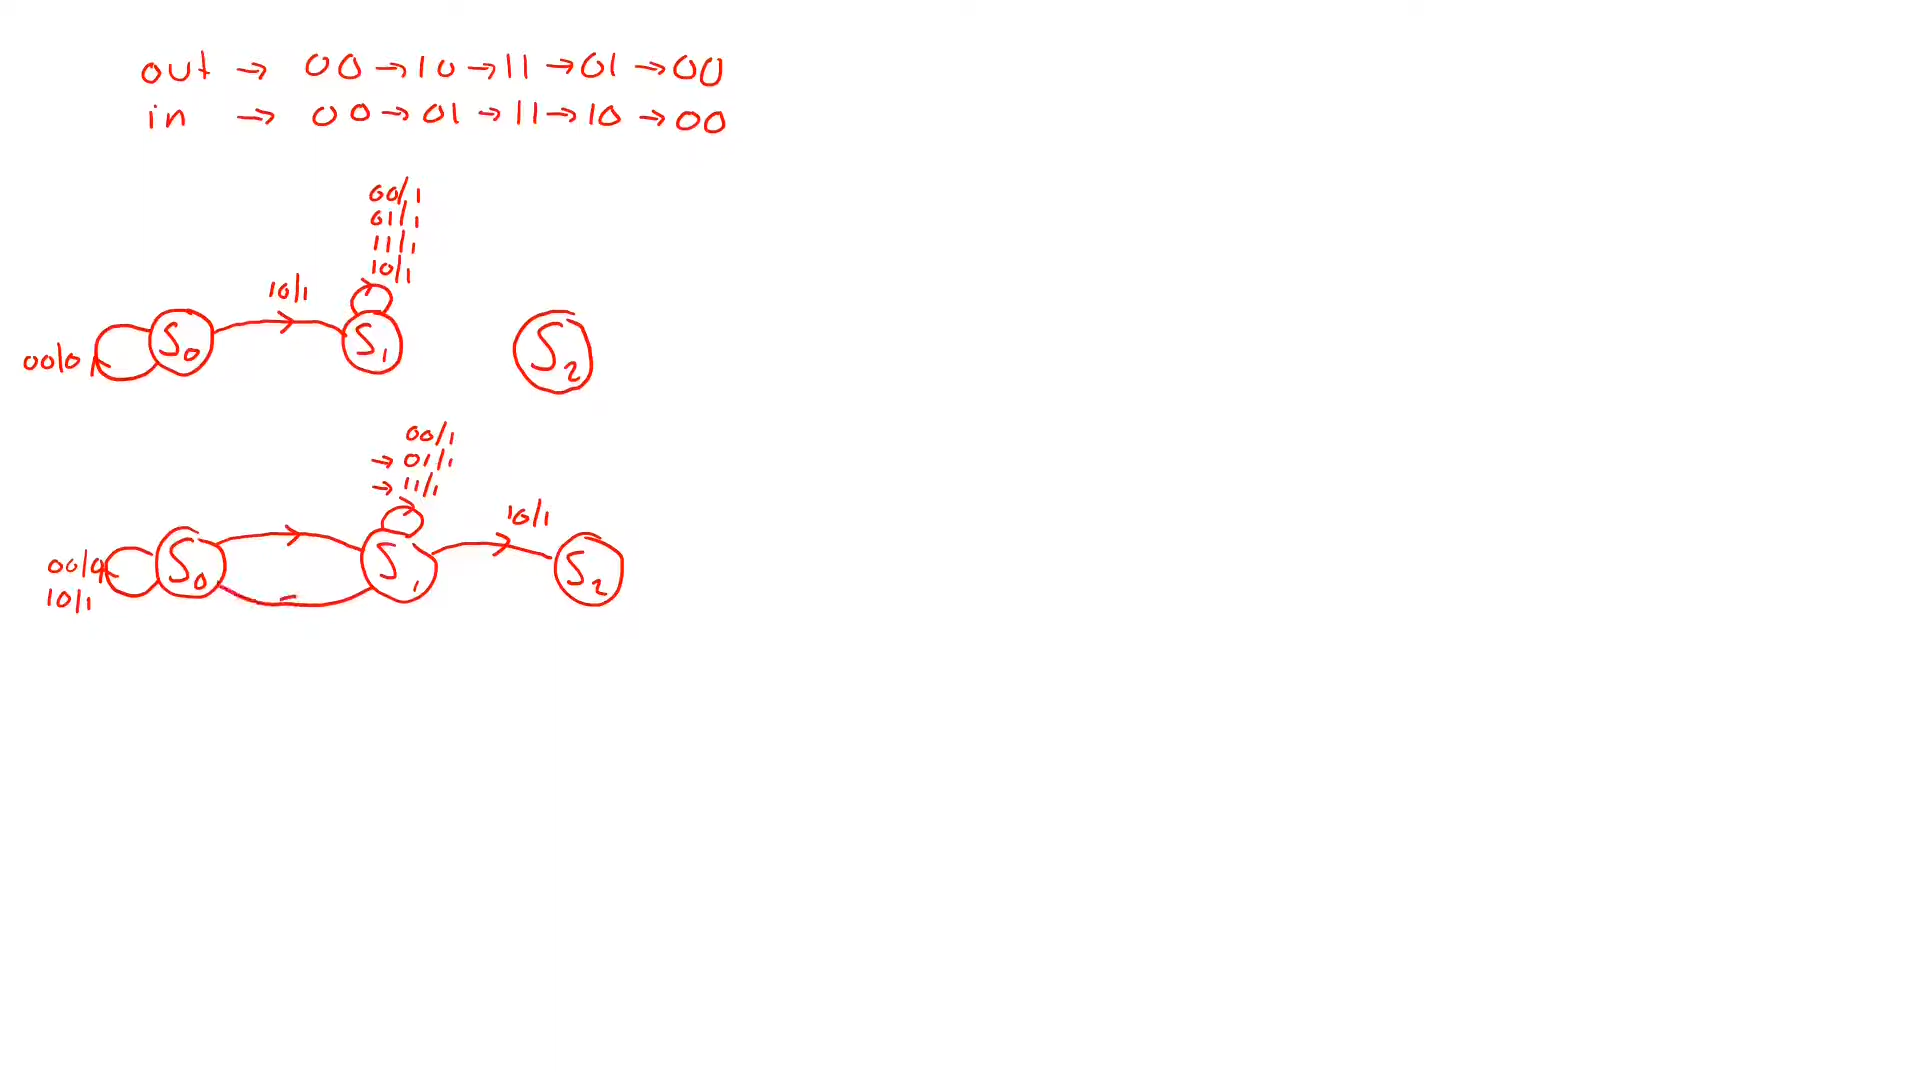 out → 00 → 10 → 11 → 01 → 00
in → 00 → 01 → 11 → 10 → 00
00/1
01/1
11/1
10/1
10/1
00/0
S0
S1
S2
00/1
→ 01/1
→ 11/1
10/1
00/0
10/1
S0
S1
S2